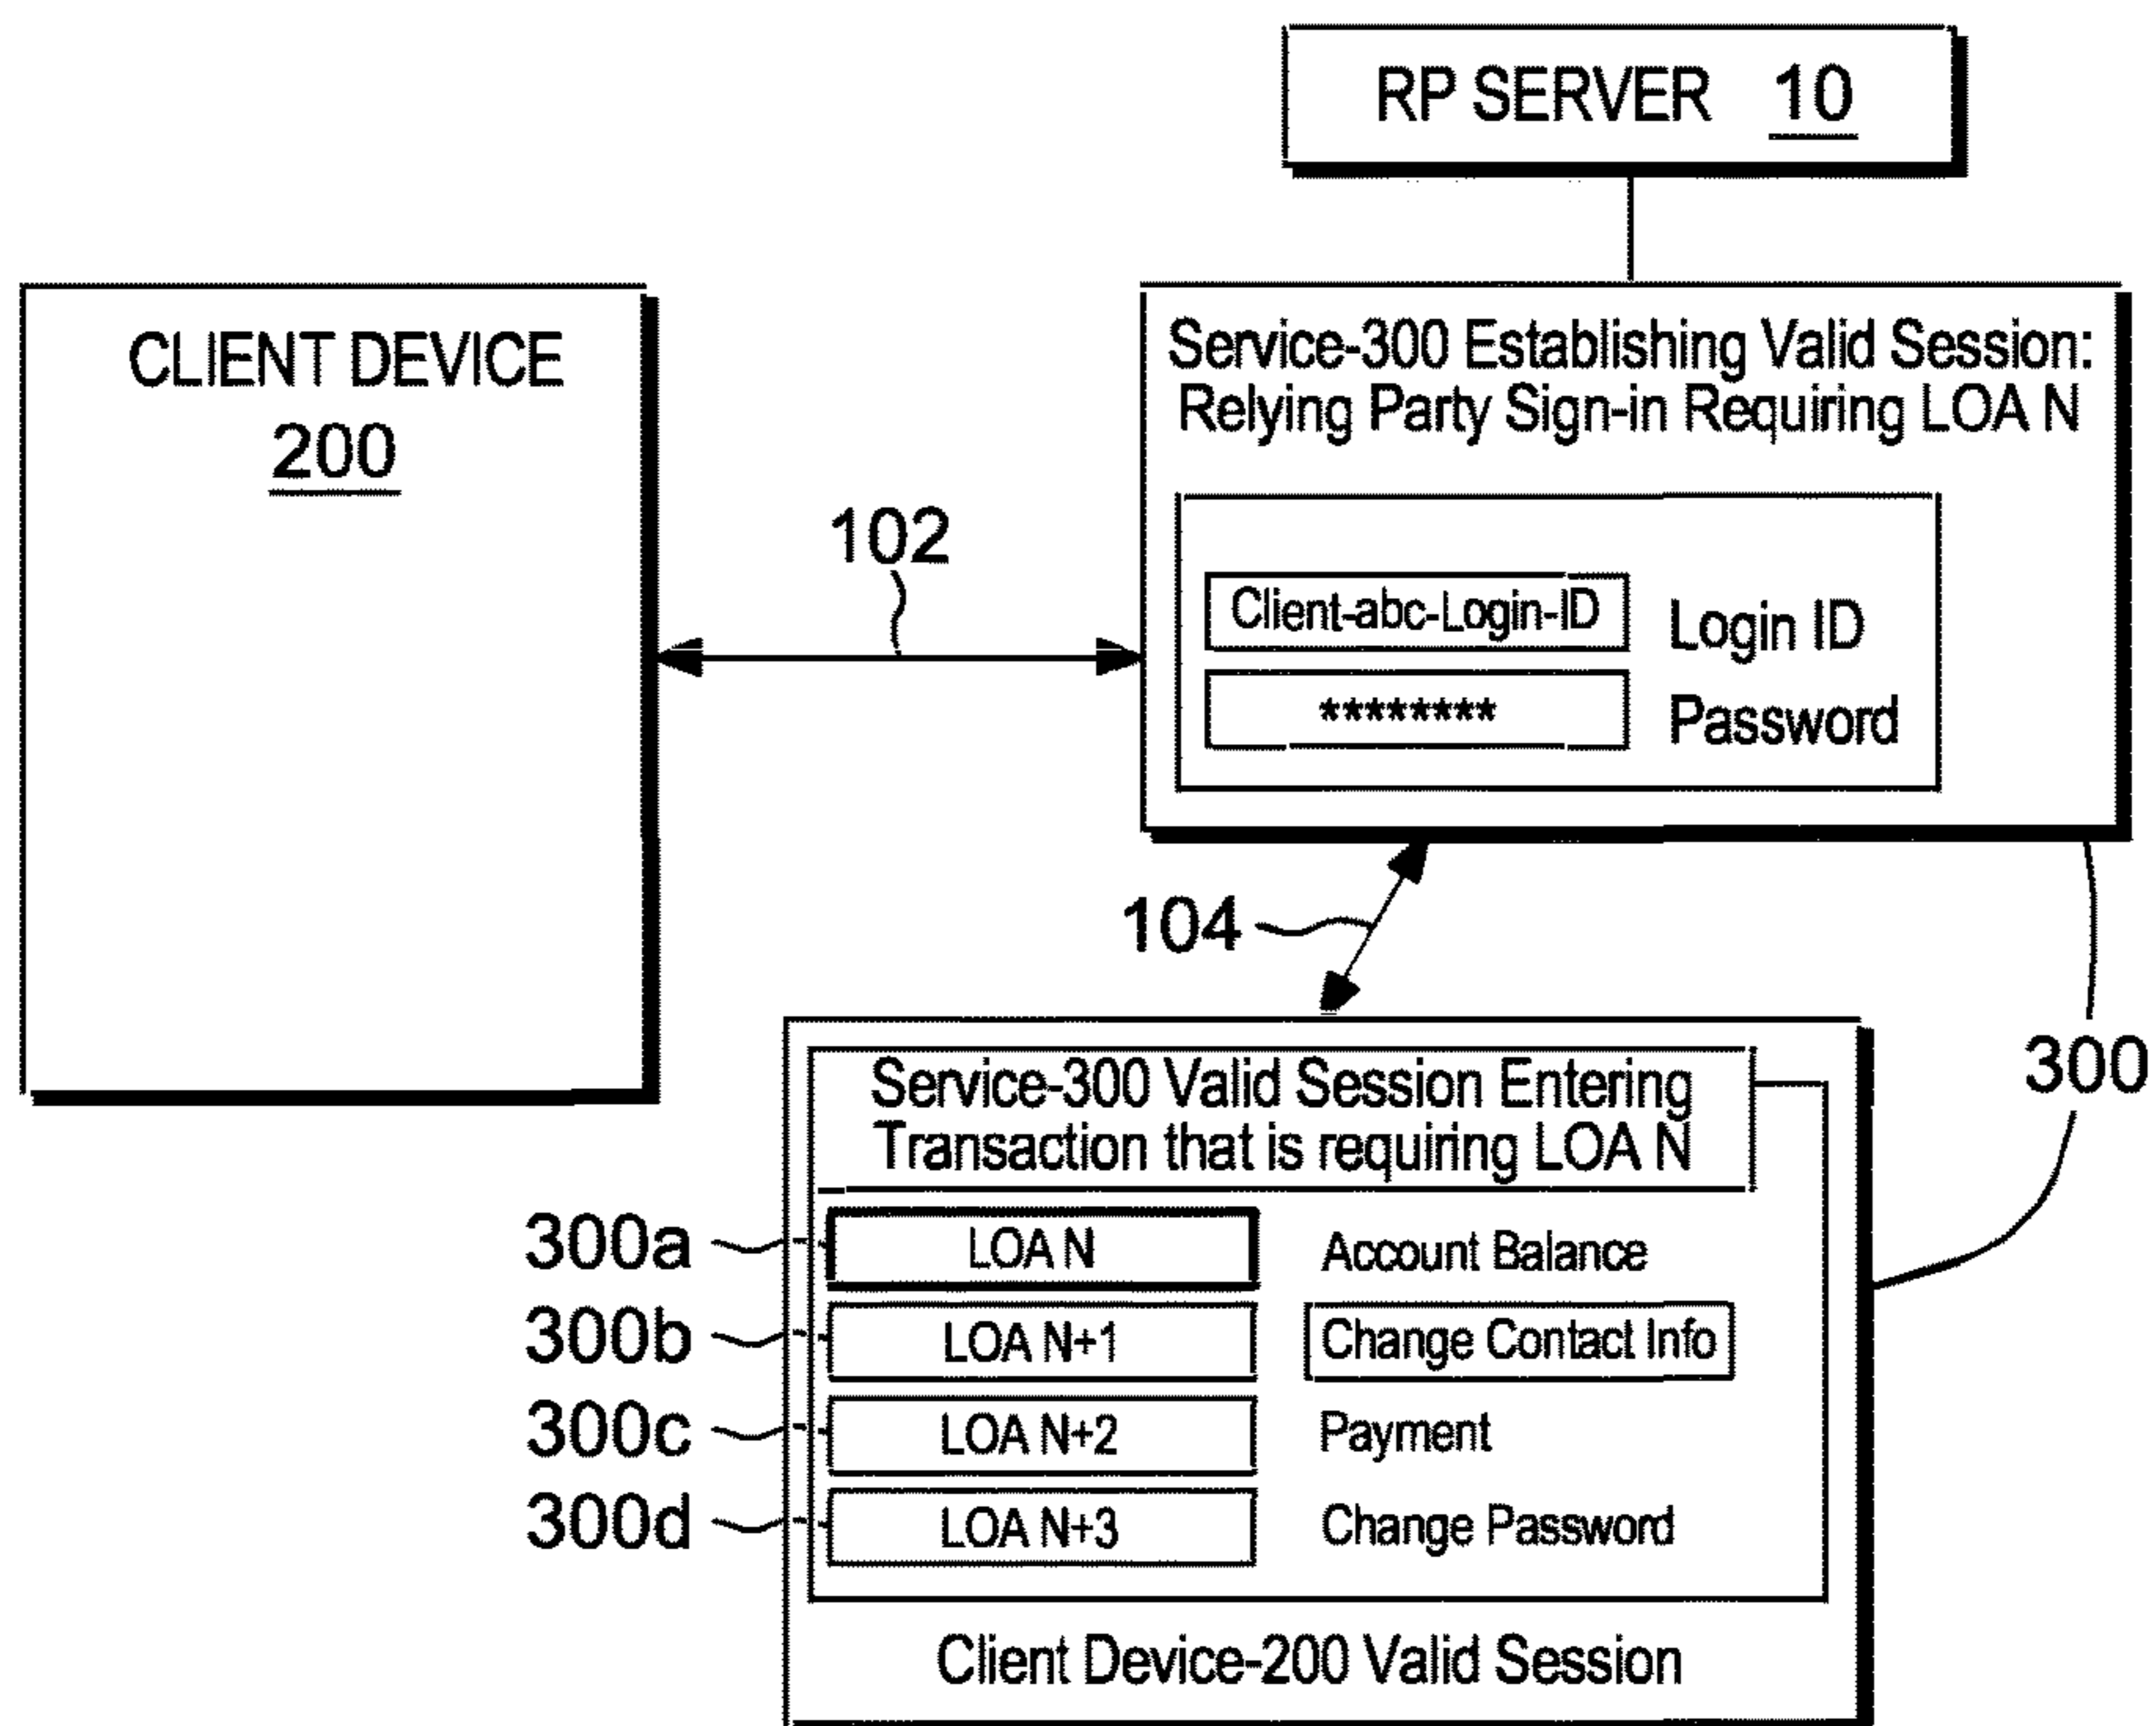 RP SERVER 10
CLIENT DEVICE
200
Service-300 Establishing Valid Session:
Relying Party Sign-in Requiring LOA N
102
Client-abc-Login-ID Login ID
******** Password
104
300
Service-300 Valid Session Entering
Transaction that is requiring LOA N
300a LOA N Account Balance
300b LOA N+1 Change Contact Info
300c LOA N+2 Payment
300d LOA N+3 Change Password
Client Device-200 Valid Session